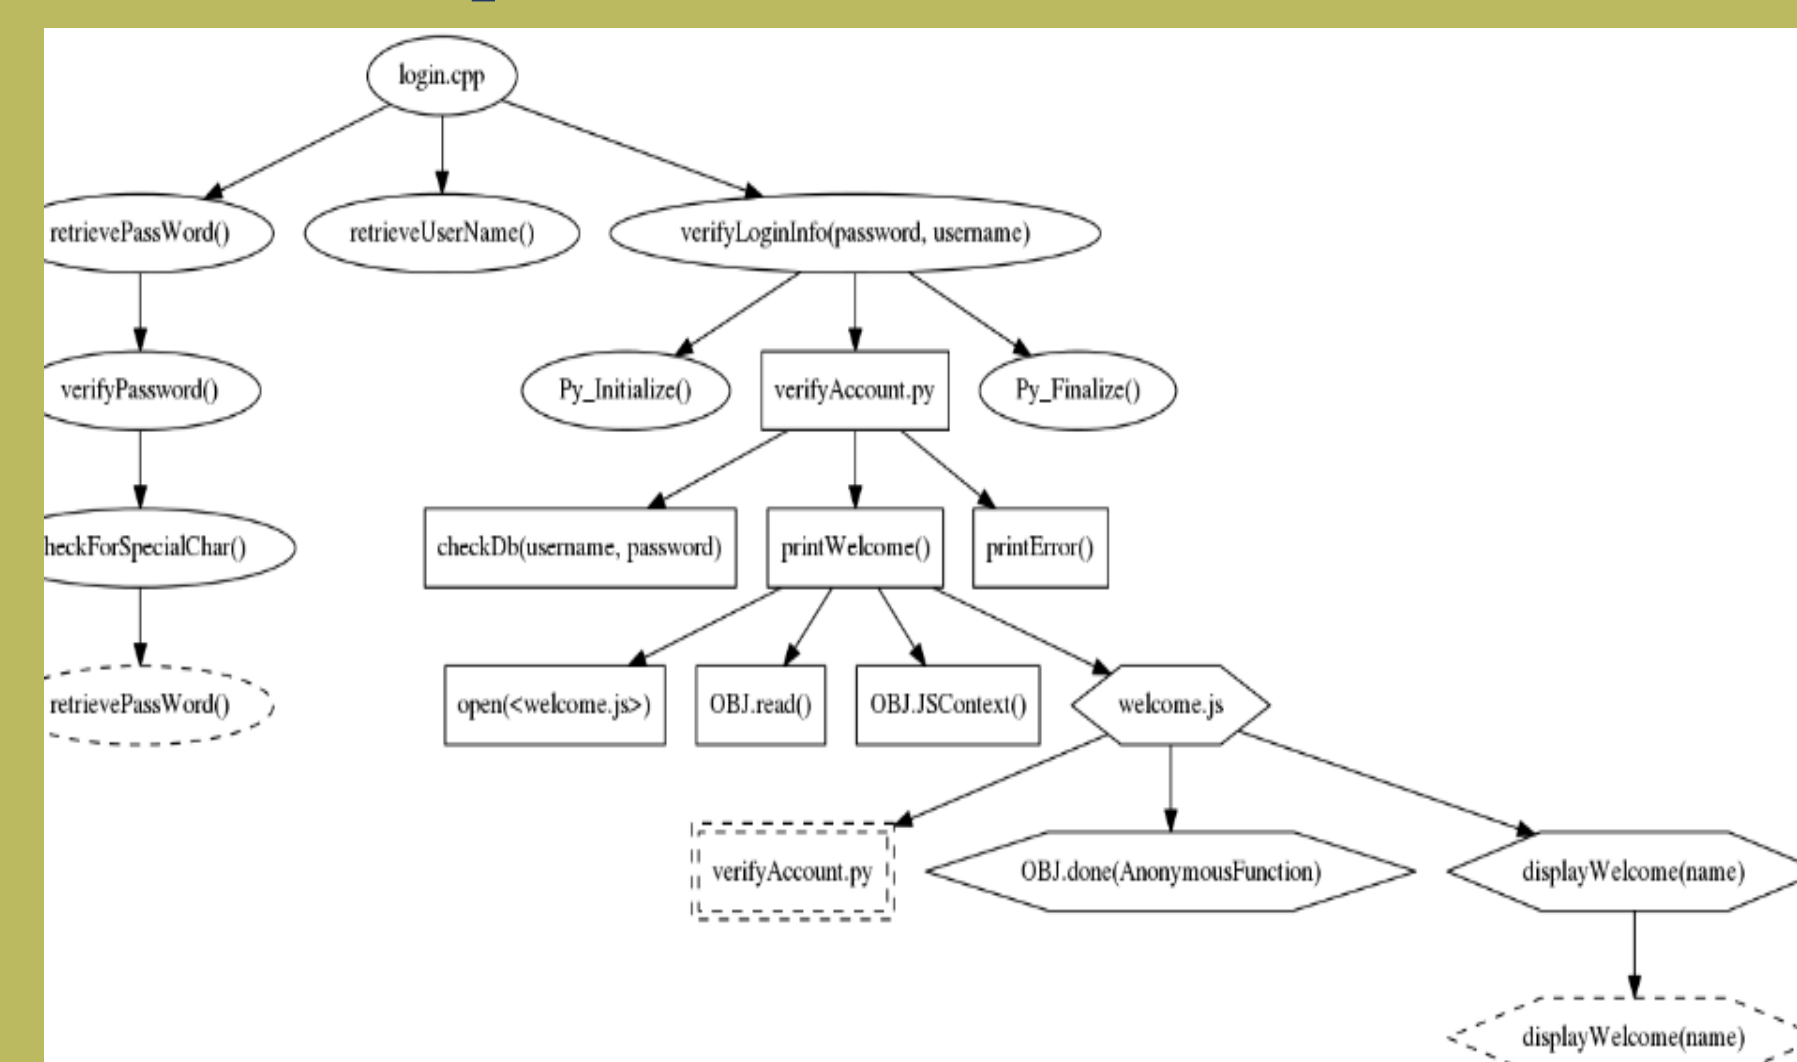 login.cpp
retrievePassWord()
retrieveUserName()
verifyLoginInfo(password, username)
verifyPassword()
Py_Initialize()
verifyAccount.py
Py_Finalize()
heckForSpecialChar()
checkDb(username, password)
printWelcome()
printError()
retrievePassWord()
open(<welcome.js>)
OBJ.read()
OBJ.JSContext()
welcome.js
verifyAccount.py
OBJ.done(AnonymousFunction)
displayWelcome(name)
displayWelcome(name)